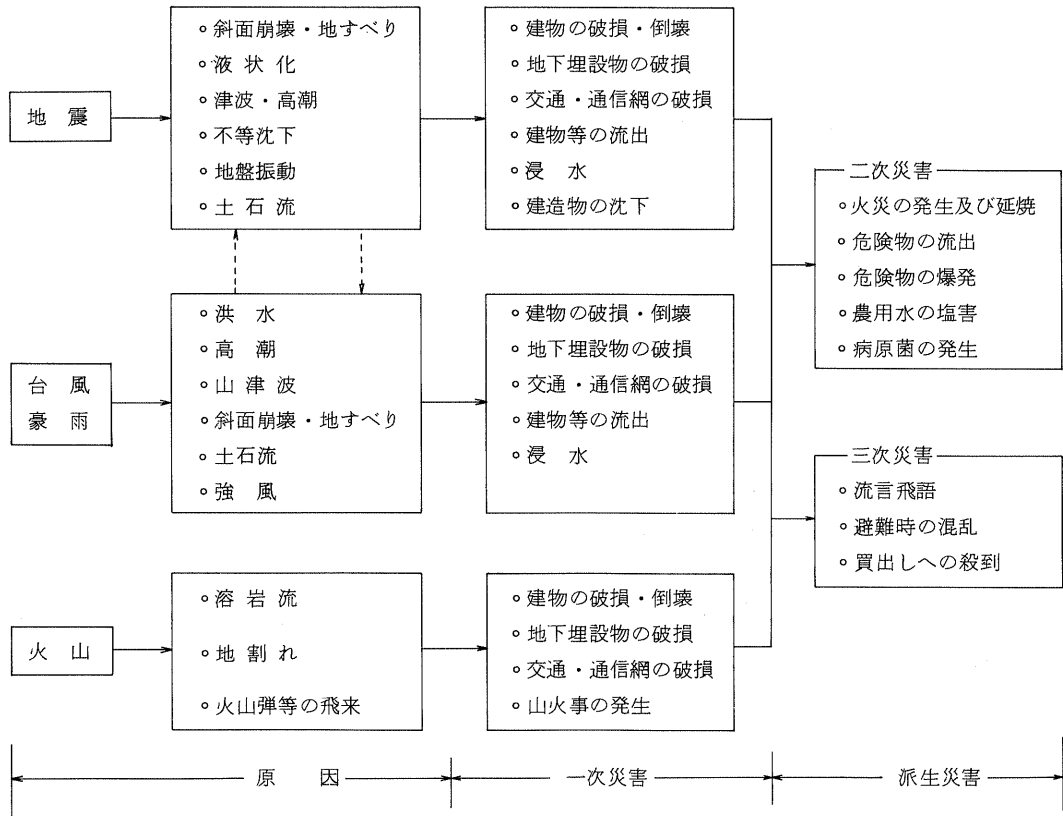 地 震
◦ 斜面崩壊・地すべり
◦ 液 状 化
◦ 津波・高潮
◦ 不等沈下
◦ 地盤振動
◦ 土 石 流
◦ 建物の破損・倒壊
◦ 地下埋設物の破損
◦ 交通・通信網の破損
◦ 建物等の流出
◦ 浸 水
◦ 建造物の沈下
台 風
豪 雨
◦ 洪 水
◦ 高 潮
◦ 山 津 波
◦ 斜面崩壊・地すべり
◦ 土石流
◦ 強 風
◦ 建物の破損・倒壊
◦ 地下埋設物の破損
◦ 交通・通信網の破損
◦ 建物等の流出
◦ 浸 水
火 山
◦ 溶 岩 流
◦ 地 割 れ
◦ 火山弾等の飛来
◦ 建物の破損・倒壊
◦ 地下埋設物の破損
◦ 交通・通信網の破損
◦ 山火事の発生
二次災害
◦ 火災の発生及び延焼
◦ 危険物の流出
◦ 危険物の爆発
◦ 農用水の塩害
◦ 病原菌の発生
三次災害
◦ 流言飛語
◦ 避難時の混乱
◦ 買出しへの殺到
原 因
一次災害
派生災害